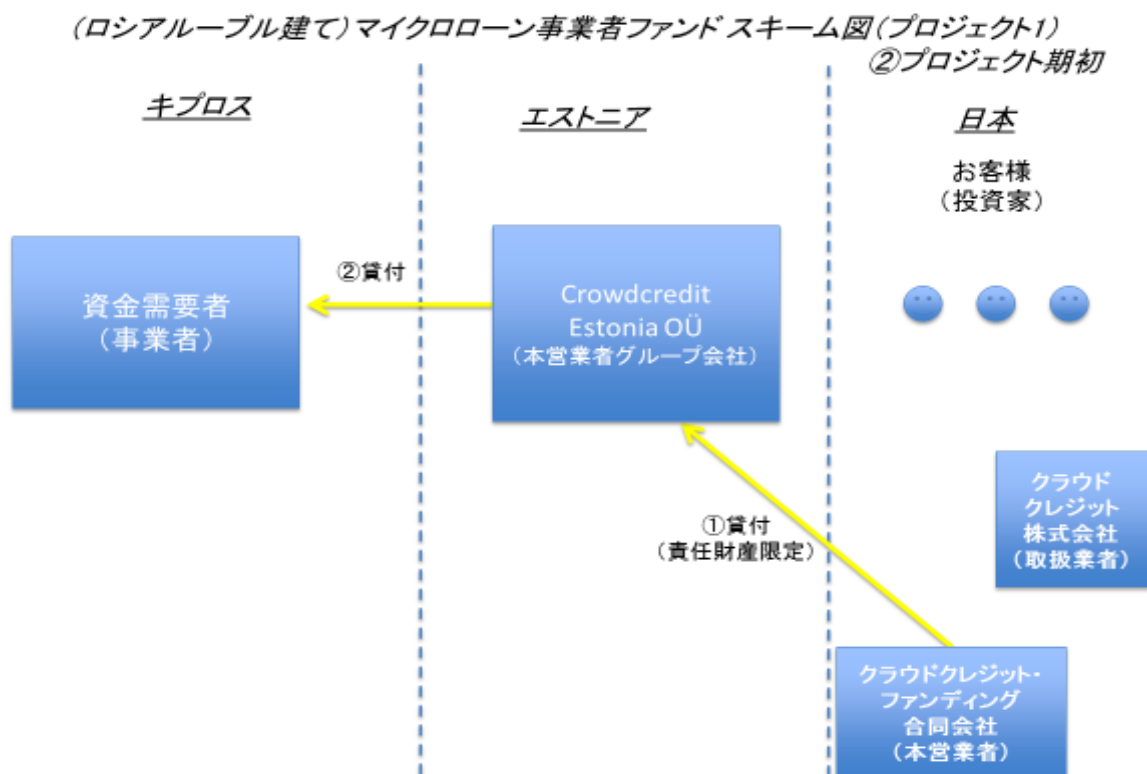 (ロシアルーブル建て)マイクロローン事業者ファンド スキーム図(プロジェクト1)
②プロジェクト期初
キプロス
エストニア
日本
お客様
(投資家)
資金需要者
(事業者)
②貸付
Crowdcredit
Estonia OÜ
(本営業者グループ会社)
クラウド
クレジット
株式会社
(取扱業者)
①貸付
(責任財産限定)
クラウドクレジット・
ファンディング
合同会社
(本営業者)